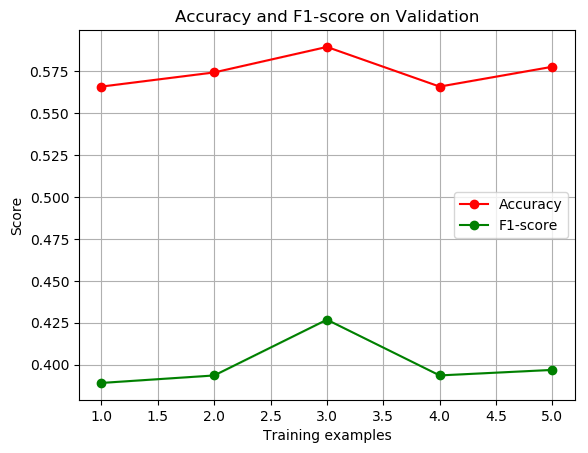 Accuracy and F1-score on Validation
0.575
0.550
0.525
0.500
0.475
0.450
0.425
0.400
Score
Accuracy
F1-score
1.0 1.5 2.0 2.5 3.0 3.5 4.0 4.5 5.0
Training examples